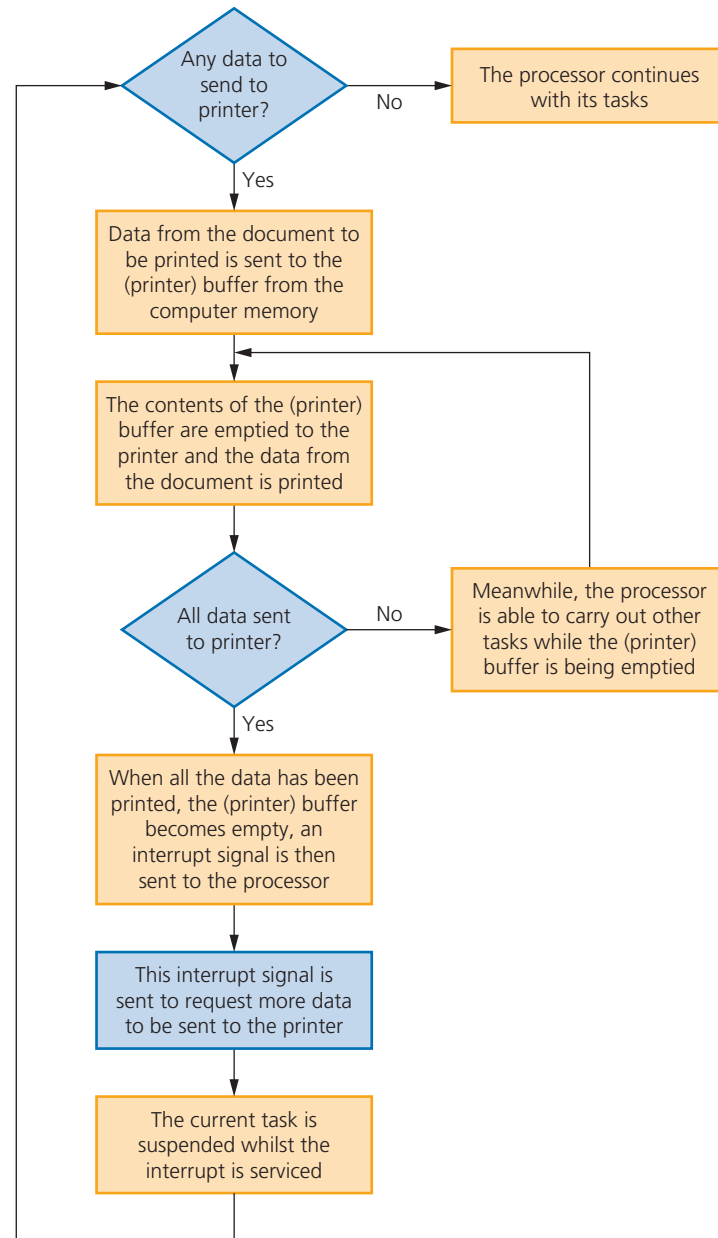 Any data to
send to
printer?
No
The processor continues
with its tasks
Yes
Data from the document to
be printed is sent to the
(printer) buffer from the
computer memory
The contents of the (printer)
buffer are emptied to the
printer and the data from
the document is printed
All data sent
to printer?
No
Meanwhile, the processor
is able to carry out other
tasks while the (printer)
buffer is being emptied
Yes
When all the data has been
printed, the (printer) buffer
becomes empty, an
interrupt signal is then
sent to the processor
This interrupt signal is
sent to request more data
to be sent to the printer
The current task is
suspended whilst the
interrupt is serviced